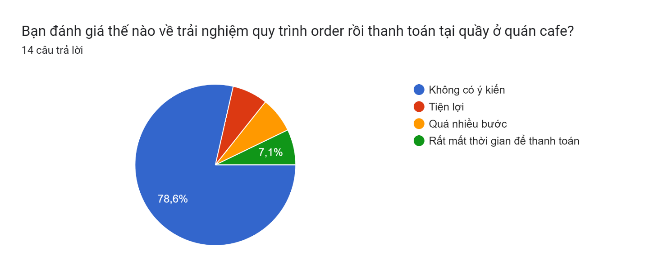 Bạn đánh giá thế nào về trải nghiệm quy trình order rồi thanh toán tại quầy ở quán cafe?
14 câu trả lời
Không có ý kiến
Tiện lợi
Quá nhiều bước
Rất mất thời gian để thanh toán
7,1%
78,6%